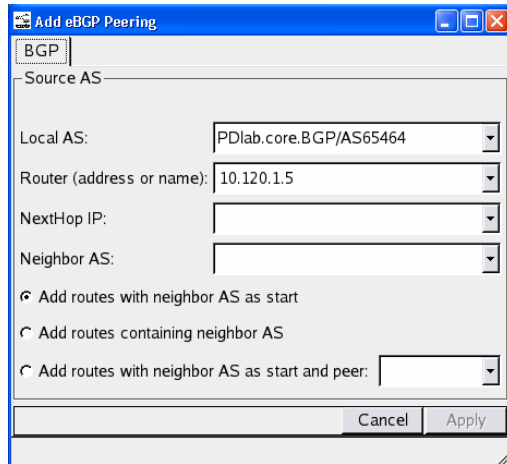 Add eBGP Peering
BGP
Source AS
Local AS: PDlab.core.BGP/AS65464
Router (address or name): 10.120.1.5
NextHop IP:
Neighbor AS:
Add routes with neighbor AS as start
Add routes containing neighbor AS
Add routes with neighbor AS as start and peer:
Cancel Apply